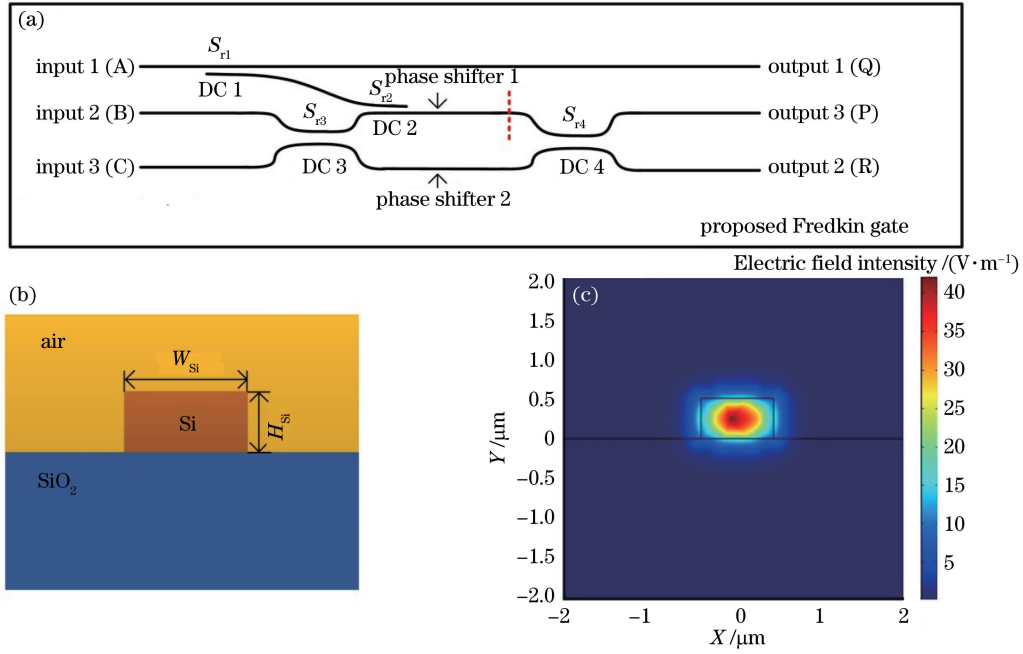 (a)
S_r1
input 1 (A)
output 1 (Q)
DC 1
S_r2
phase shifter 1
input 2 (B)
S_r3
DC 2
S_r4
output 3 (P)
input 3 (C)
DC 3
DC 4
output 2 (R)
phase shifter 2
proposed Fredkin gate
(b)
air
W_Si
Si
H_Si
SiO₂
Electric field intensity /(V·m⁻¹)
(c)
2.0
1.5
1.0
0.5
0
−0.5
−1.0
−1.5
−2.0
Y /μm
−2
−1
0
1
2
X /μm
40
35
30
25
20
15
10
5